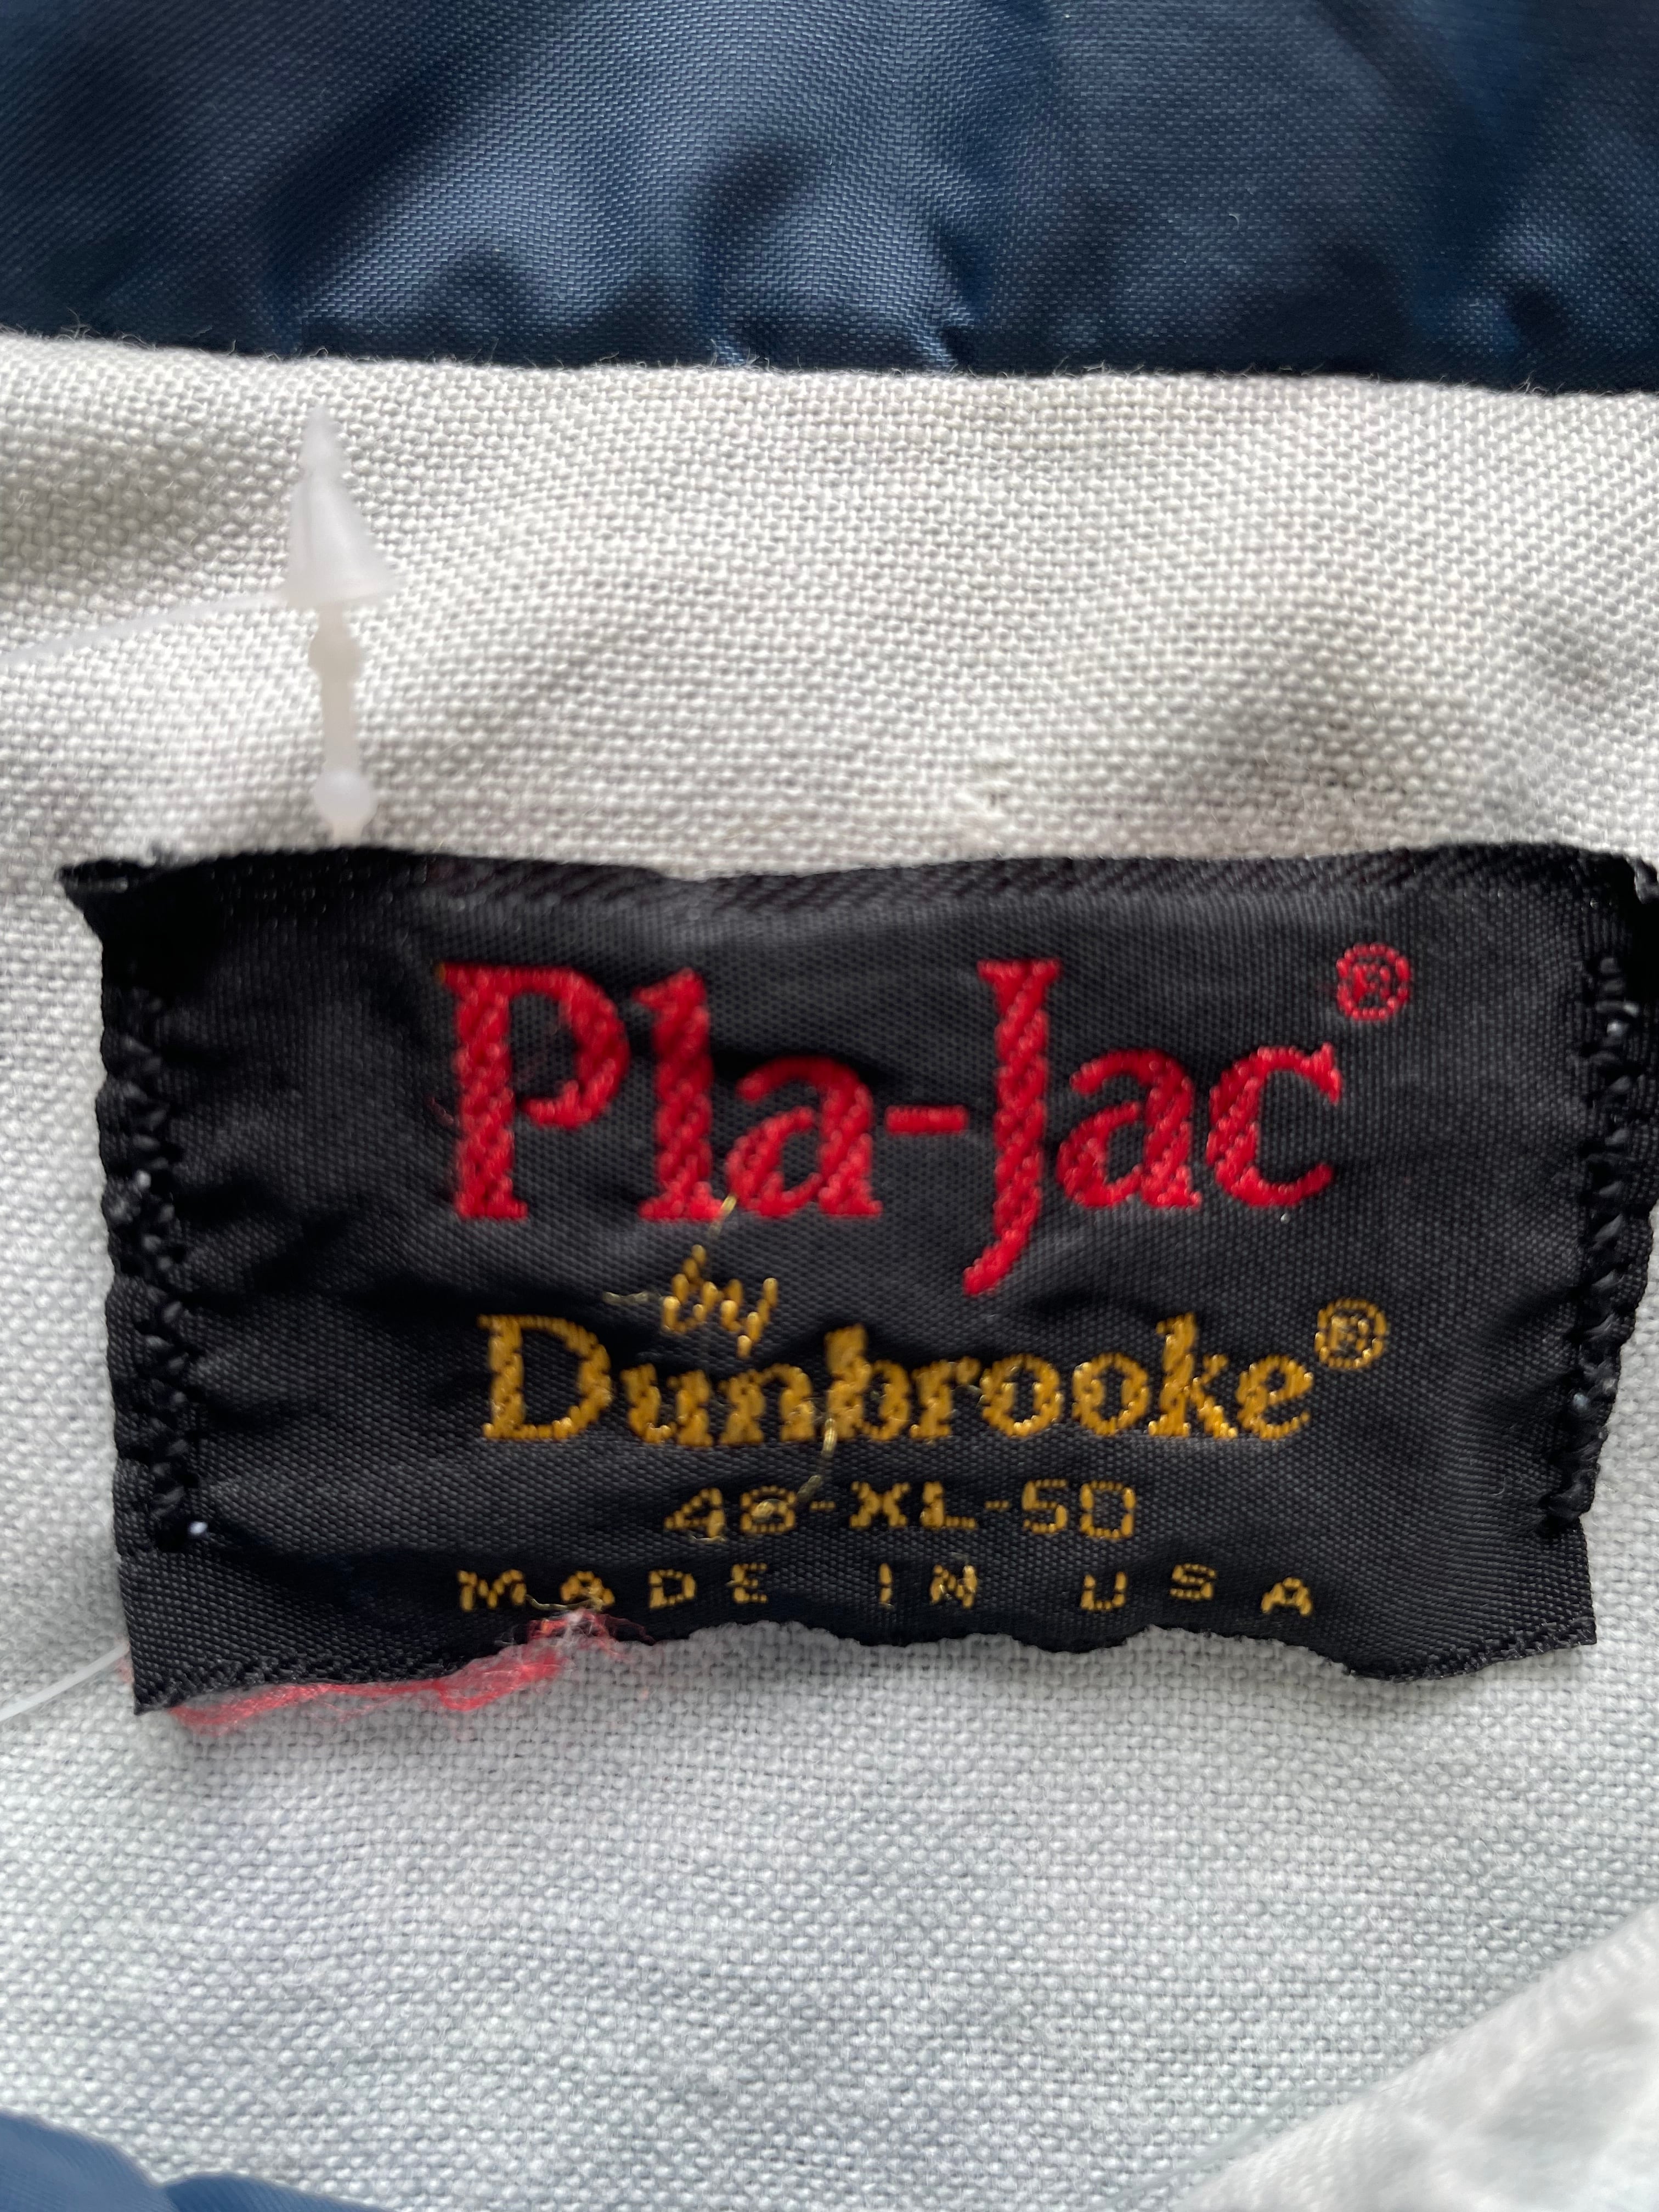 Pla-Jac®
by
Dunbrooke®
48-XL-50
MADE IN USA